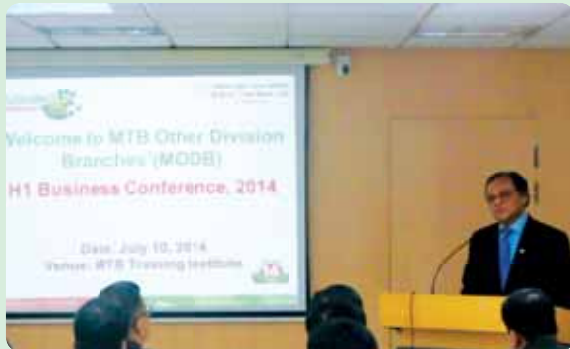 Welcome to MTB Other Division
Branches' (MODB)
H1 Business Conference, 2014
Date: July 10, 2014
Venue: MTB Training Institute